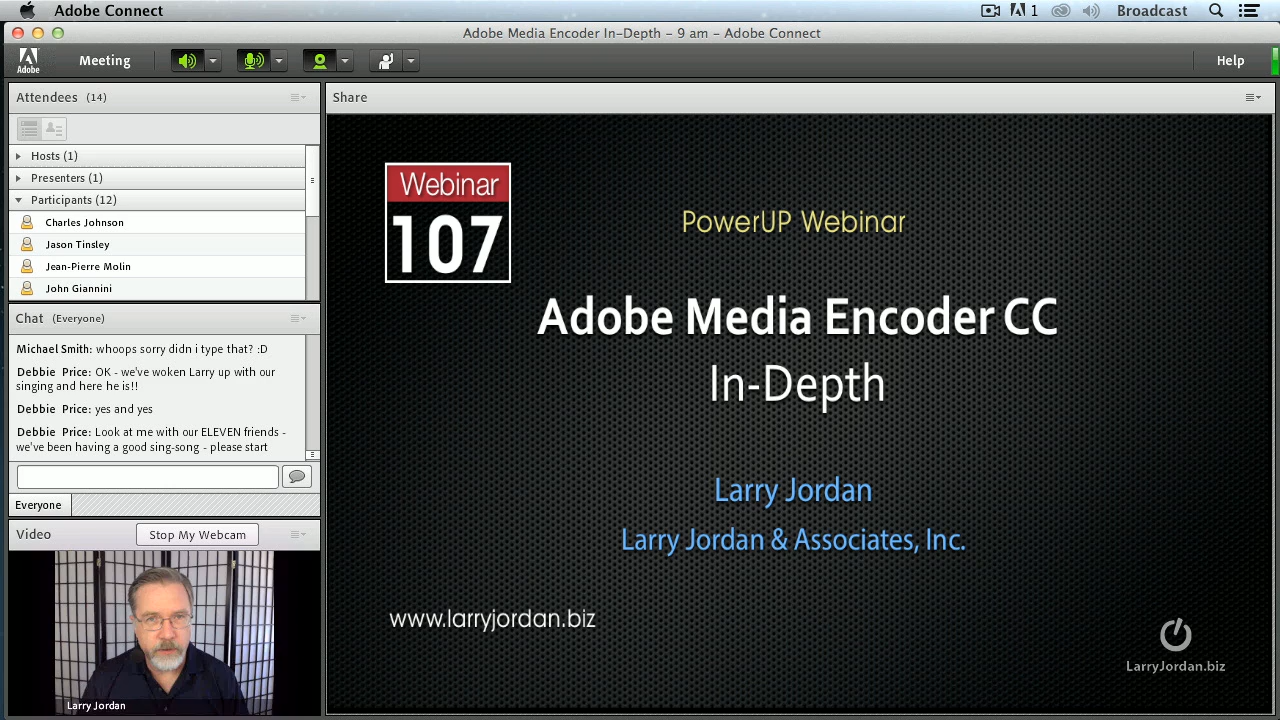 Adobe Connect
1
Broadcast
Adobe Media Encoder In-Depth – 9 am – Adobe Connect
Adobe
Meeting
Help
Attendees (14)
Hosts (1)
Presenters (1)
Participants (12)
Charles Johnson
Jason Tinsley
Jean-Pierre Molin
John Giannini
Chat (Everyone)
Michael Smith: whoops sorry didn i type that? :D
Debbie Price: OK - we've woken Larry up with our
singing and here he is!!
Debbie Price: yes and yes
Debbie Price: Look at me with our ELEVEN friends -
we've been having a good sing-song - please start
Everyone
Video
Stop My Webcam
Larry Jordan
Share
Webinar
107
PowerUP Webinar
Adobe Media Encoder CC
In-Depth
Larry Jordan
Larry Jordan & Associates, Inc.
www.larryjordan.biz
LarryJordan.biz